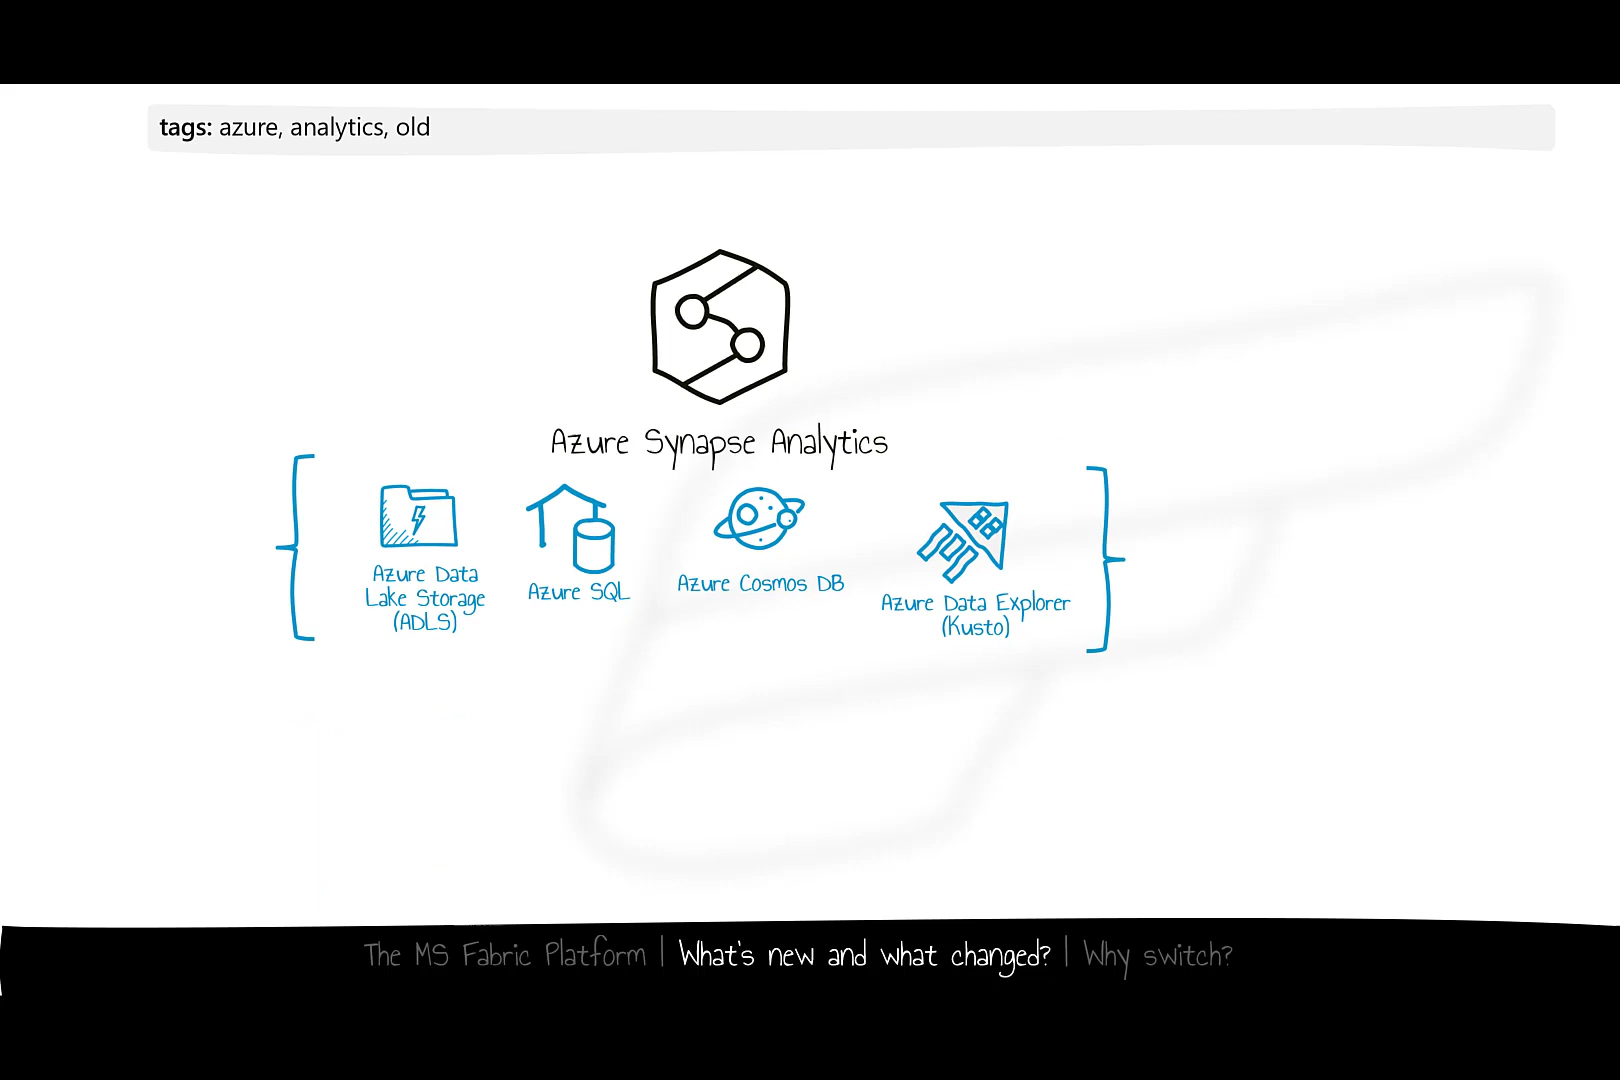 tags: azure, analytics, old
Azure Synapse Analytics
Azure Data
Lake Storage
(ADLS)
Azure SQL
Azure Cosmos DB
Azure Data Explorer
(Kusto)
The MS Fabric Platform | What's new and what changed? | Why switch?